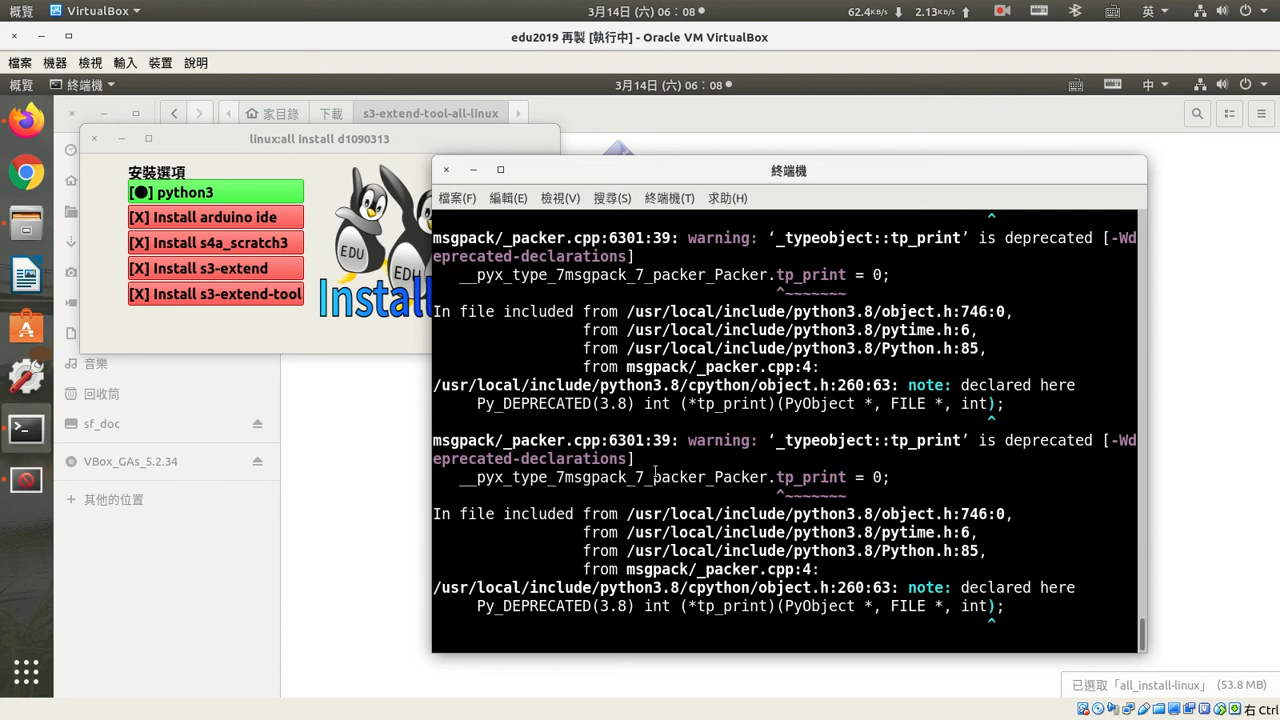 概覽 VirtualBox 3月14日 (六) 06：08 62.4KB/s 2.13KB/s 英
edu2019 再製 [執行中] - Oracle VM VirtualBox
檔案 機器 檢視 輸入 裝置 說明
概覽 終端機 3月14日 (六) 06：08 中
家目錄 下載 s3-extend-tool-all-linux
linux:all install d1090313
安裝選項
[●] python3
[X] Install arduino ide
[X] Install s4a_scratch3
[X] Install s3-extend
[X] Install s3-extend-tool
EDU
EDU
Install
音樂
回收筒
sf_doc
VBox_GAs_5.2.34
+ 其他的位置
終端機
檔案(F) 編輯(E) 檢視(V) 搜尋(S) 終端機(T) 求助(H)
^
msgpack/_packer.cpp:6301:39: warning: ‘_typeobject::tp_print’ is deprecated [-Wd
eprecated-declarations]
__pyx_type_7msgpack_7_packer_Packer.tp_print = 0;
^~~~~~~~
In file included from /usr/local/include/python3.8/object.h:746:0,
from /usr/local/include/python3.8/pytime.h:6,
from /usr/local/include/python3.8/Python.h:85,
from msgpack/_packer.cpp:4:
/usr/local/include/python3.8/cpython/object.h:260:63: note: declared here
Py_DEPRECATED(3.8) int (*tp_print)(PyObject *, FILE *, int);
^
msgpack/_packer.cpp:6301:39: warning: ‘_typeobject::tp_print’ is deprecated [-Wd
eprecated-declarations]
__pyx_type_7msgpack_7_packer_Packer.tp_print = 0;
^~~~~~~~
In file included from /usr/local/include/python3.8/object.h:746:0,
from /usr/local/include/python3.8/pytime.h:6,
from /usr/local/include/python3.8/Python.h:85,
from msgpack/_packer.cpp:4:
/usr/local/include/python3.8/cpython/object.h:260:63: note: declared here
Py_DEPRECATED(3.8) int (*tp_print)(PyObject *, FILE *, int);
^
已選取「all_install-linux」 (53.8 MB)
右 Ctrl